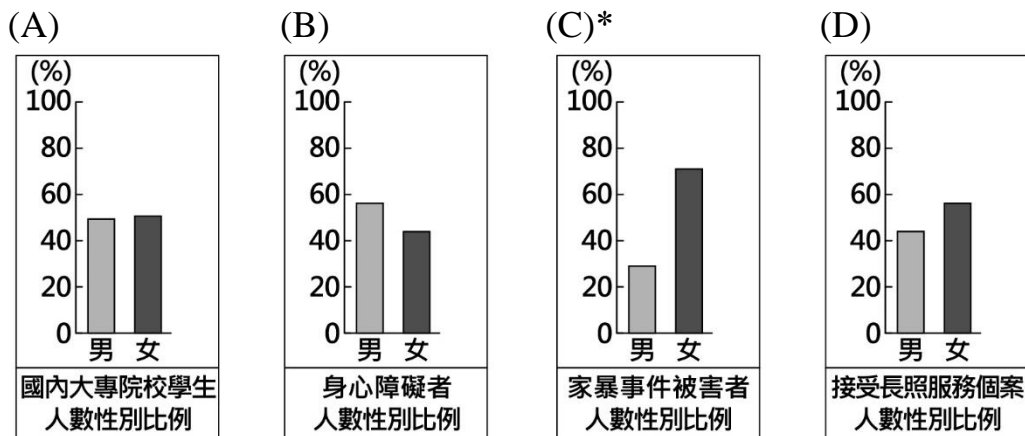 (A)
(%)
100
80
60
40
20
0
男 女
國內大專院校學生
人數性別比例
(B)
(%)
100
80
60
40
20
0
男 女
身心障礙者
人數性別比例
(C)*
(%)
100
80
60
40
20
0
男 女
家暴事件被害者
人數性別比例
(D)
(%)
100
80
60
40
20
0
男 女
接受長照服務個案
人數性別比例